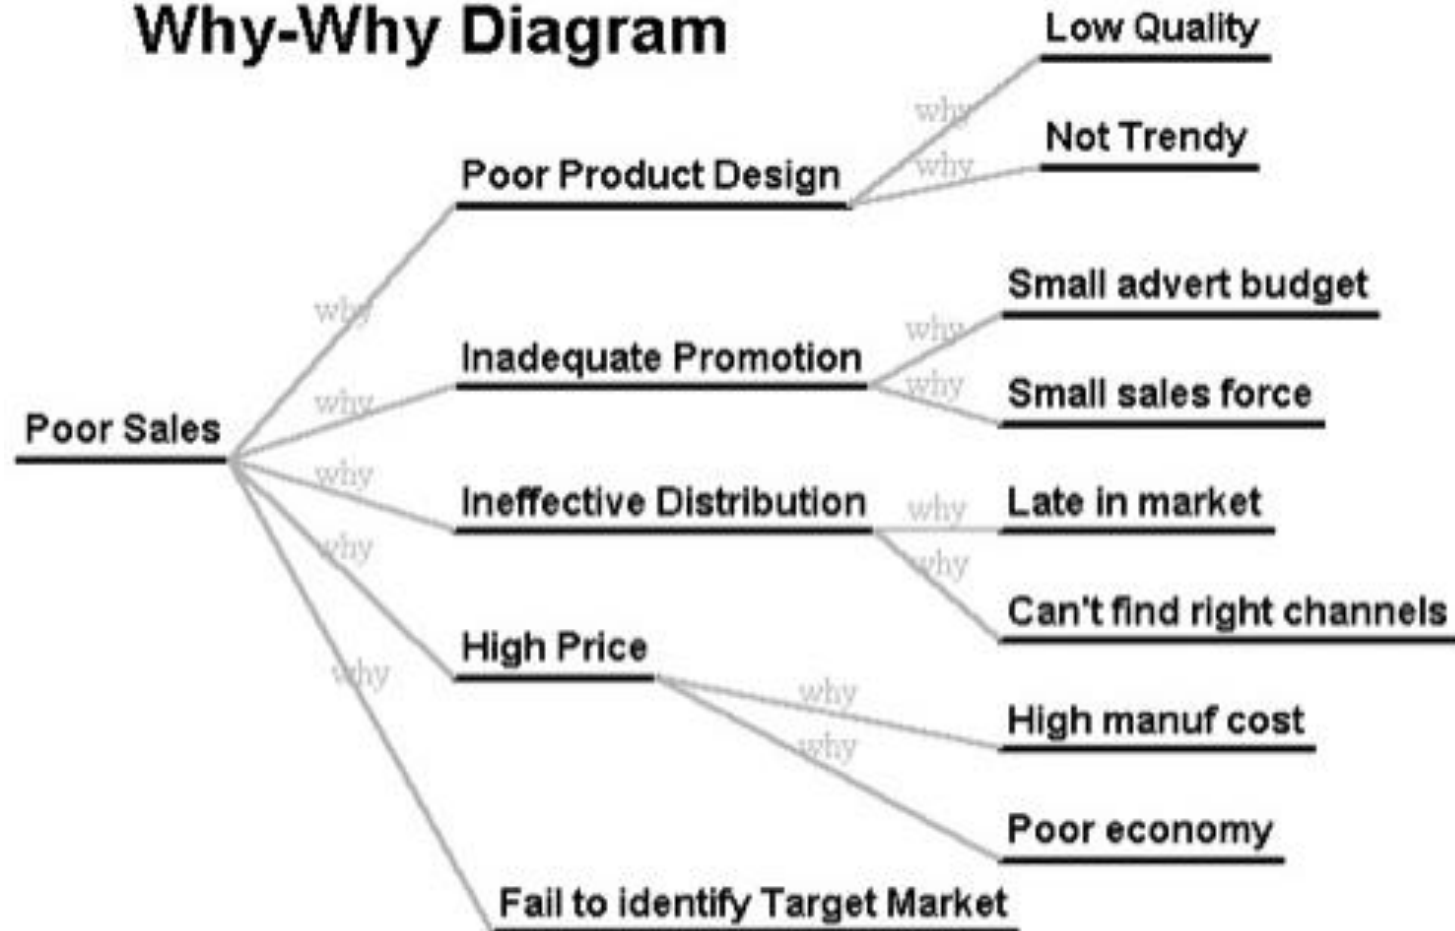 Why-Why Diagram
Low Quality
why
Not Trendy
why
Poor Product Design
why
Small advert budget
why
Inadequate Promotion
why
Small sales force
why
Poor Sales
why
Ineffective Distribution
why
Late in market
why
why
Can't find right channels
High Price
why
why
High manuf cost
why
Poor economy
Fail to identify Target Market